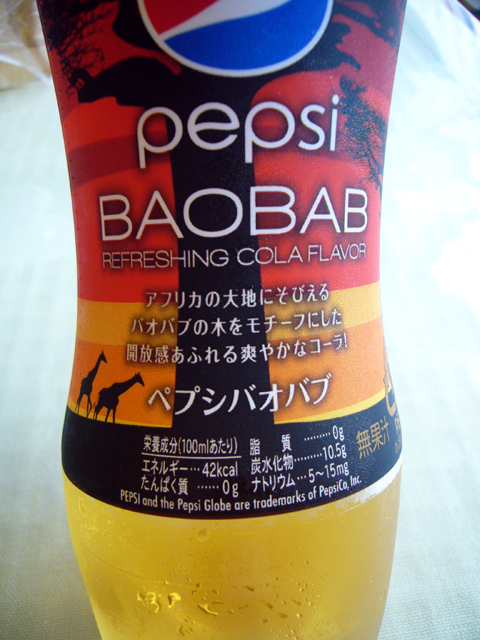 pepsi
BAOBAB
REFRESHING COLA FLAVOR
アフリカの大地にそびえる
バオバブの木をモチーフにした
開放感あふれる爽やかなコーラ!
ペプシバオバブ
栄養成分(100mlあたり) 脂 質………0g
エネルギー…42kcal 炭水化物………10.5g
たんぱく質……0g ナトリウム…5〜15mg
PEPSI and the Pepsi Globe are trademarks of PepsiCo, Inc.
無果汁